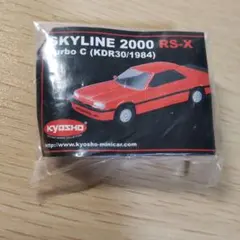 SKYLINE 2000 RS-X
Turbo C (KDR30/1984)
KYOSHO
http://www.kyosho-minicar.com/